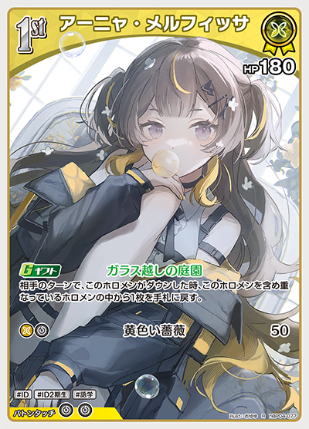 1st
アーニャ・メルフィッサ
HP180
Gギフト ガラス越しの庭園
相手のターンで、このホロメンがダウンした時、このホロメンを含め重
なっているホロメンの中から1枚を手札に戻す。
黄色い薔薇 50
#ID #ID2期生 #語学
バトンタッチ